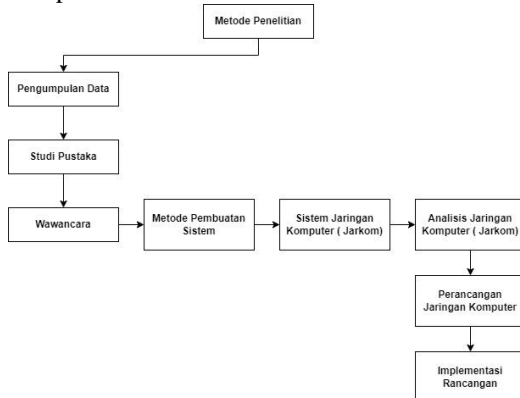 Metode Penelitian
Pengumpulan Data
Studi Pustaka
Wawancara
Metode Pembuatan
Sistem
Sistem Jaringan
Komputer ( Jarkom)
Analisis Jaringan
Komputer ( Jarkom)
Perancangan
Jaringan Komputer
Implementasi
Rancangan